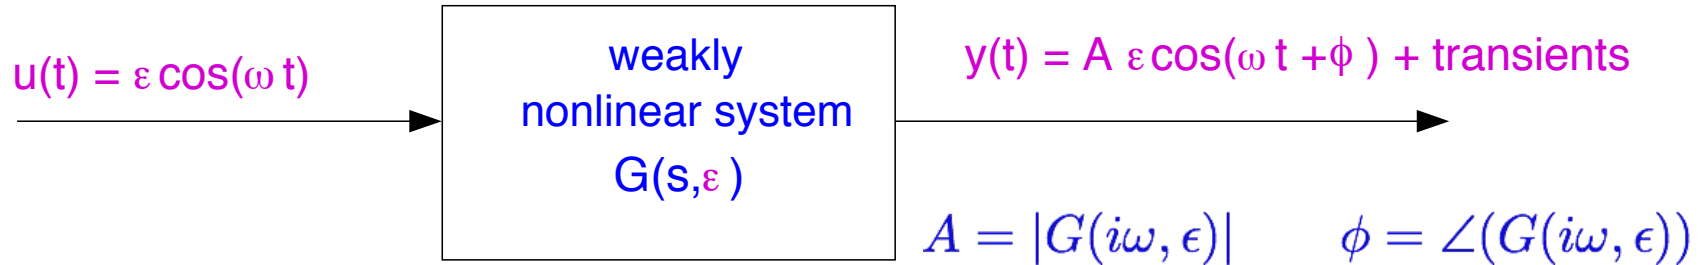 u(t) = ε cos(ω t)
weakly
nonlinear system
G(s,ε )
y(t) = A ε cos(ω t +ϕ ) + transients
A = |G(iω, ϵ)|
ϕ = ∠(G(iω, ϵ))